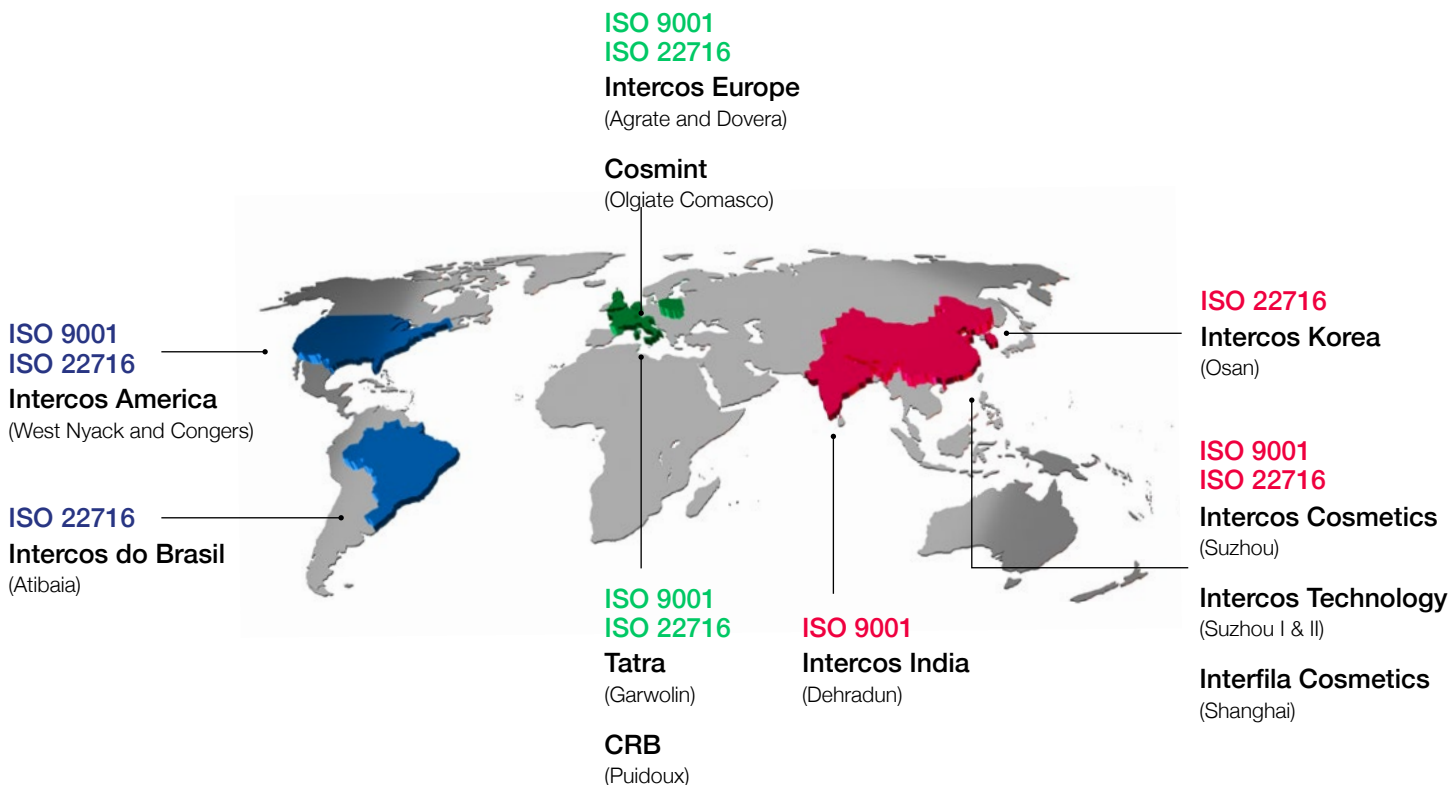 ISO 9001
ISO 22716
Intercos Europe
(Agrate and Dovera)
Cosmint
(Olgiate Comasco)
ISO 9001
ISO 22716
Intercos America
(West Nyack and Congers)
ISO 22716
Intercos do Brasil
(Atibaia)
ISO 9001
ISO 22716
Tatra
(Garwolin)
CRB
(Puidoux)
ISO 9001
Intercos India
(Dehradun)
ISO 22716
Intercos Korea
(Osan)
ISO 9001
ISO 22716
Intercos Cosmetics
(Suzhou)
Intercos Technology
(Suzhou I & II)
Interfila Cosmetics
(Shanghai)